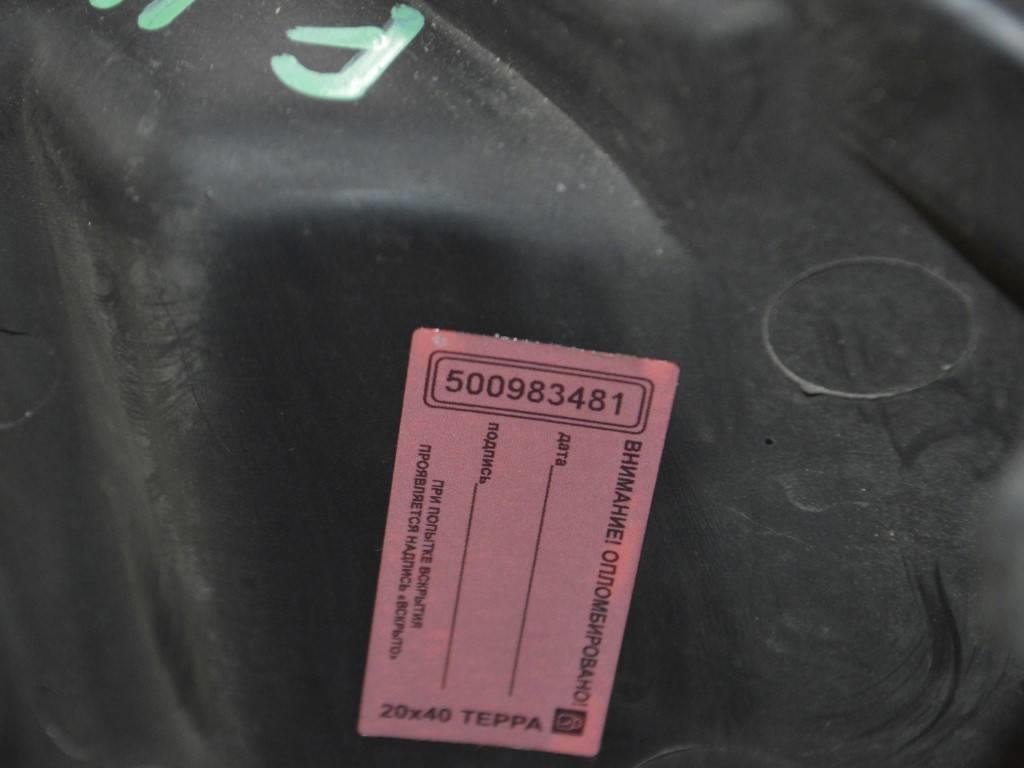 500983481
ВНИМАНИЕ! ОПЛОМБИРОВАНО!
дата
подпись
ПРИ ПОПЫТКЕ ВСКРЫТИЯ
ПРОЯВЛЯЕТСЯ НАДПИСЬ «ВСКРЫТО»
20x40 ТЕРРА